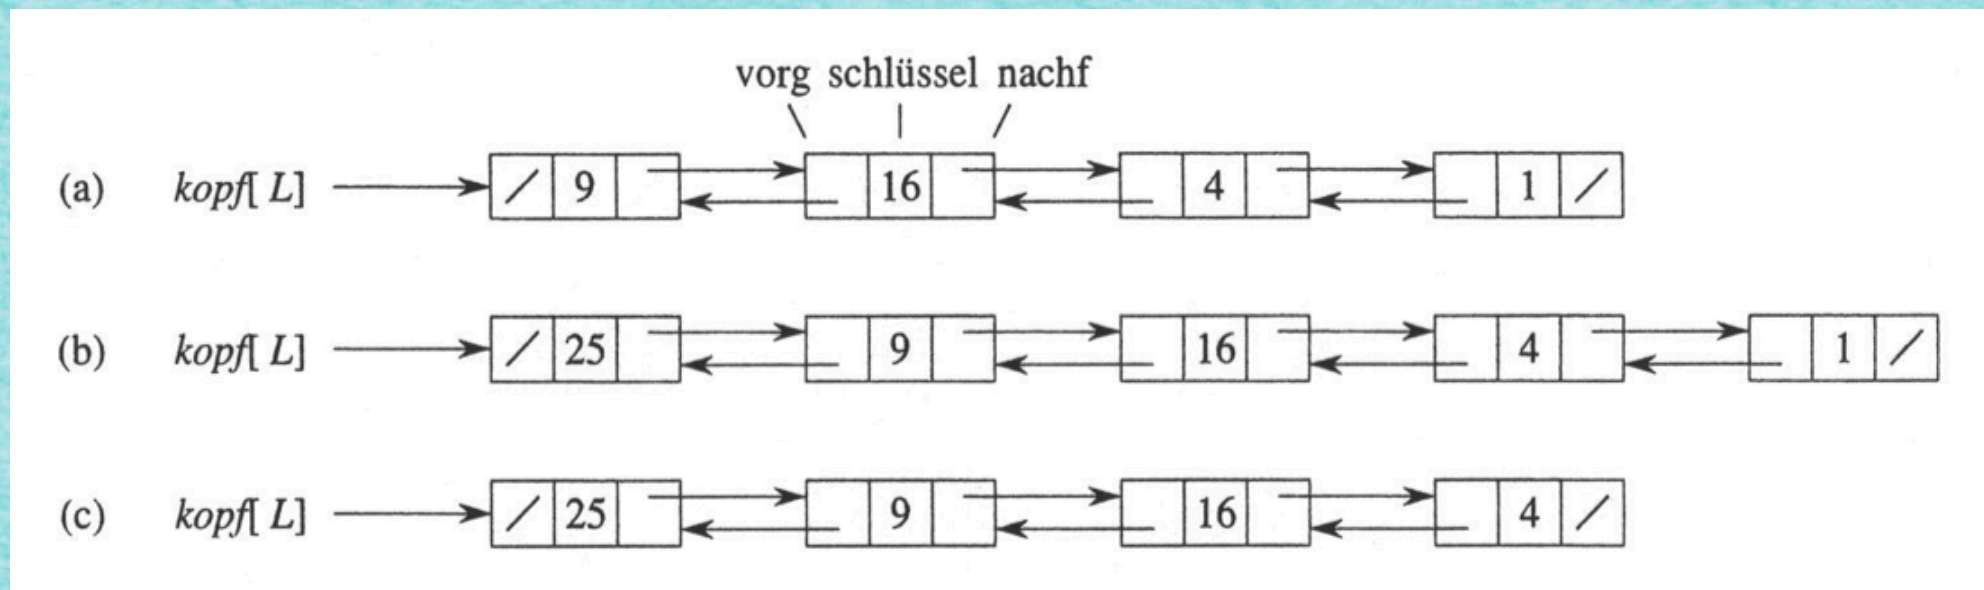 vorg schlüssel nachf
(a) kopf[ L] / 9 16 4 1 /
(b) kopf[ L] / 25 9 16 4 1 /
(c) kopf[ L] / 25 9 16 4 /